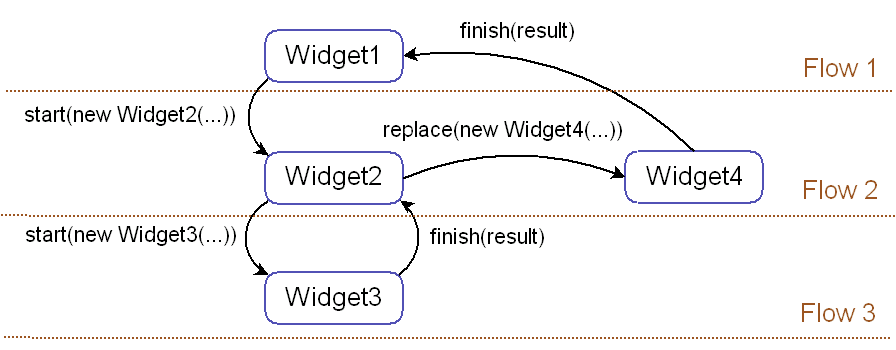 finish(result)
Widget1
Flow 1
start(new Widget2(...))
replace(new Widget4(...))
Widget2
Widget4
Flow 2
start(new Widget3(...))
finish(result)
Widget3
Flow 3